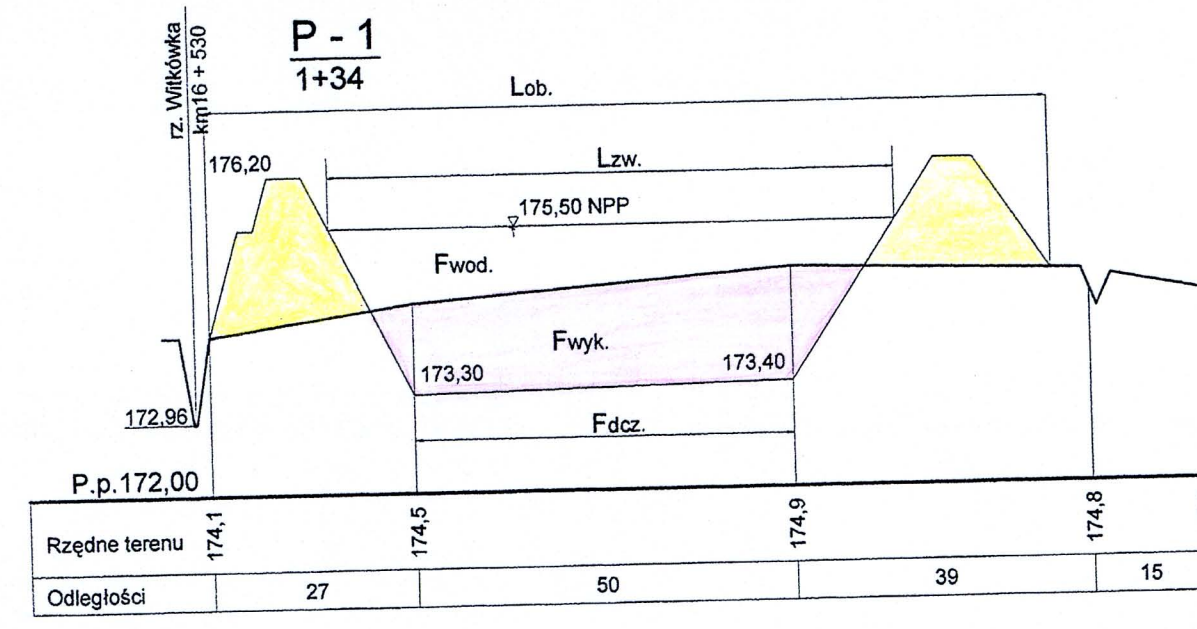 rz. Witkówka
km16 + 530
P - 1
1+34
Lob.
176,20
Lzw.
175,50 NPP
Fwod.
Fwyk.
173,30
173,40
172,96
Fdcz.
P.p.172,00
Rzędne terenu 174,1 174,5 174,9 174,8
Odległości 27 50 39 15